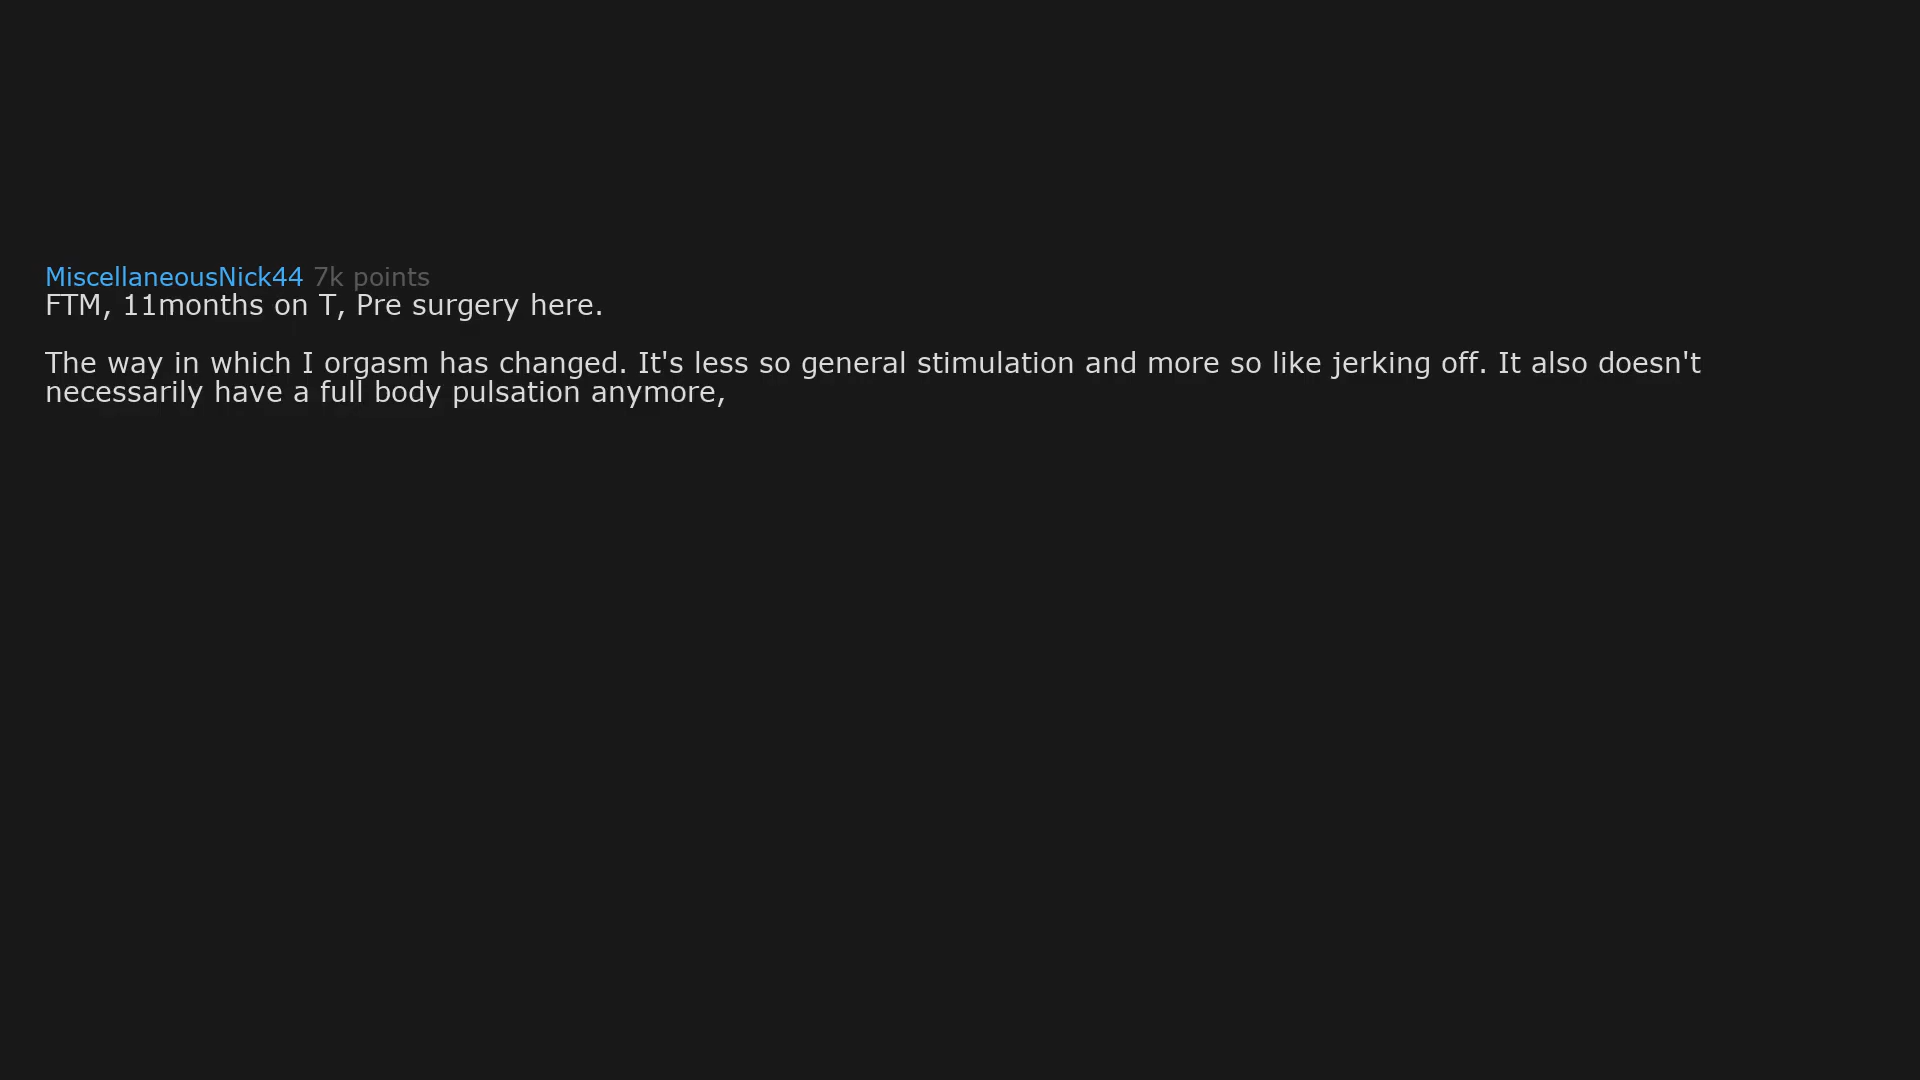 MiscellaneousNick44 7k points
FTM, 11months on T, Pre surgery here.
The way in which I orgasm has changed. It's less so general stimulation and more so like jerking off. It also doesn't
necessarily have a full body pulsation anymore,